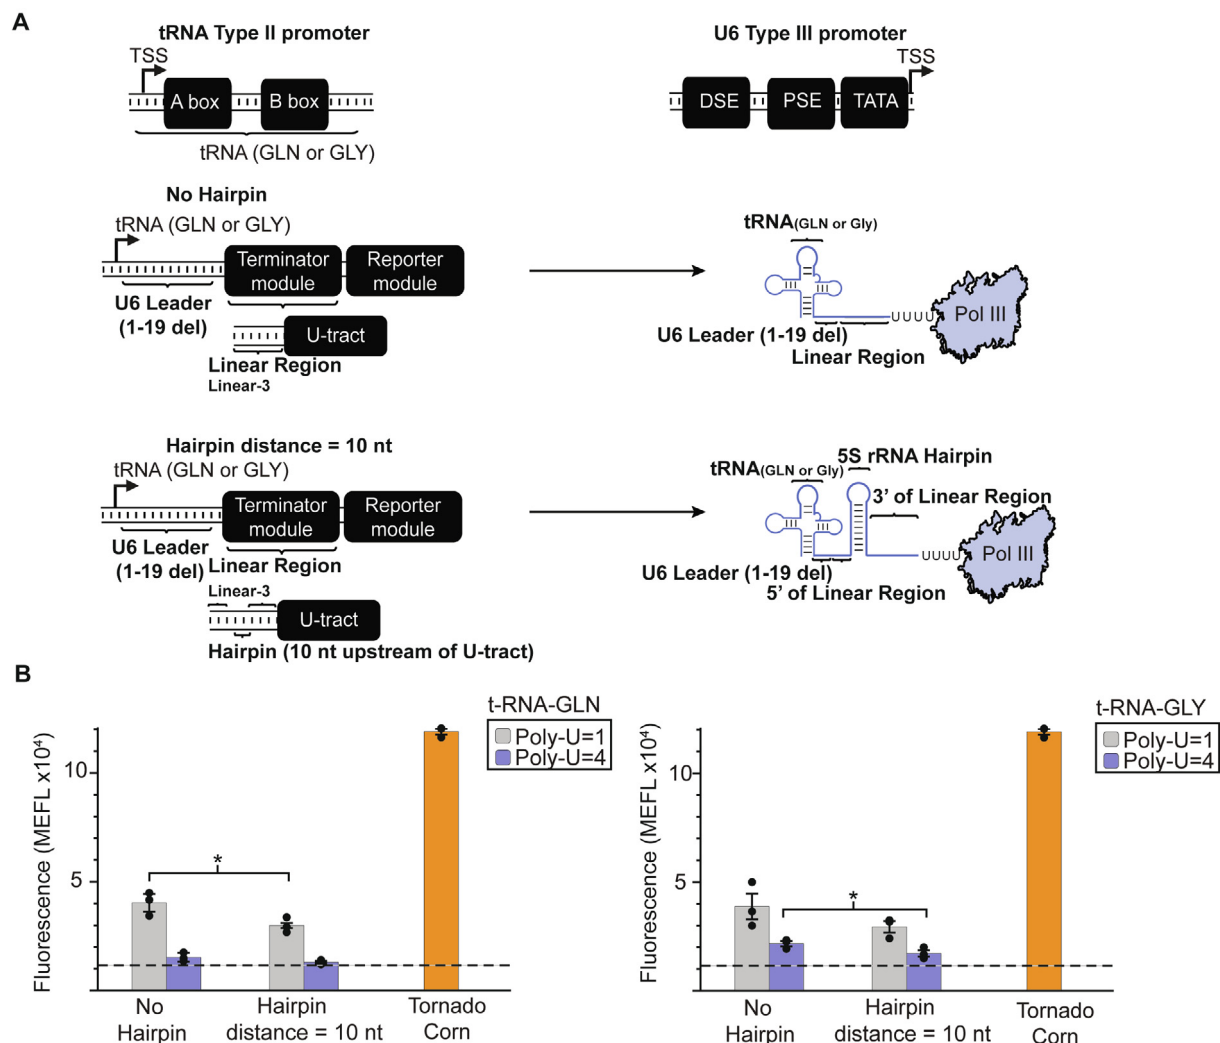 A
tRNA Type II promoter
TSS
A box
B box
tRNA (GLN or GLY)
U6 Type III promoter
TSS
DSE
PSE
TATA
No Hairpin
tRNA (GLN or GLY)
Terminator
module
Reporter
module
U6 Leader
(1-19 del)
U-tract
Linear Region
Linear-3
tRNA(GLN or Gly)
UUUU
Pol III
U6 Leader (1-19 del)
Linear Region
Hairpin distance = 10 nt
tRNA (GLN or GLY)
Terminator
module
Reporter
module
U6 Leader
(1-19 del)
Linear Region
Linear-3
U-tract
Hairpin (10 nt upstream of U-tract)
5S rRNA Hairpin
tRNA(GLN or Gly)
3' of Linear Region
UUUU
Pol III
U6 Leader (1-19 del)
5' of Linear Region
B
t-RNA-GLN
Poly-U=1
Poly-U=4
Fluorescence (MEFL x10⁴)
10
5
*
No
Hairpin
Hairpin
distance = 10 nt
Tornado
Corn
t-RNA-GLY
Poly-U=1
Poly-U=4
Fluorescence (MEFL x10⁴)
10
5
*
No
Hairpin
Hairpin
distance = 10 nt
Tornado
Corn